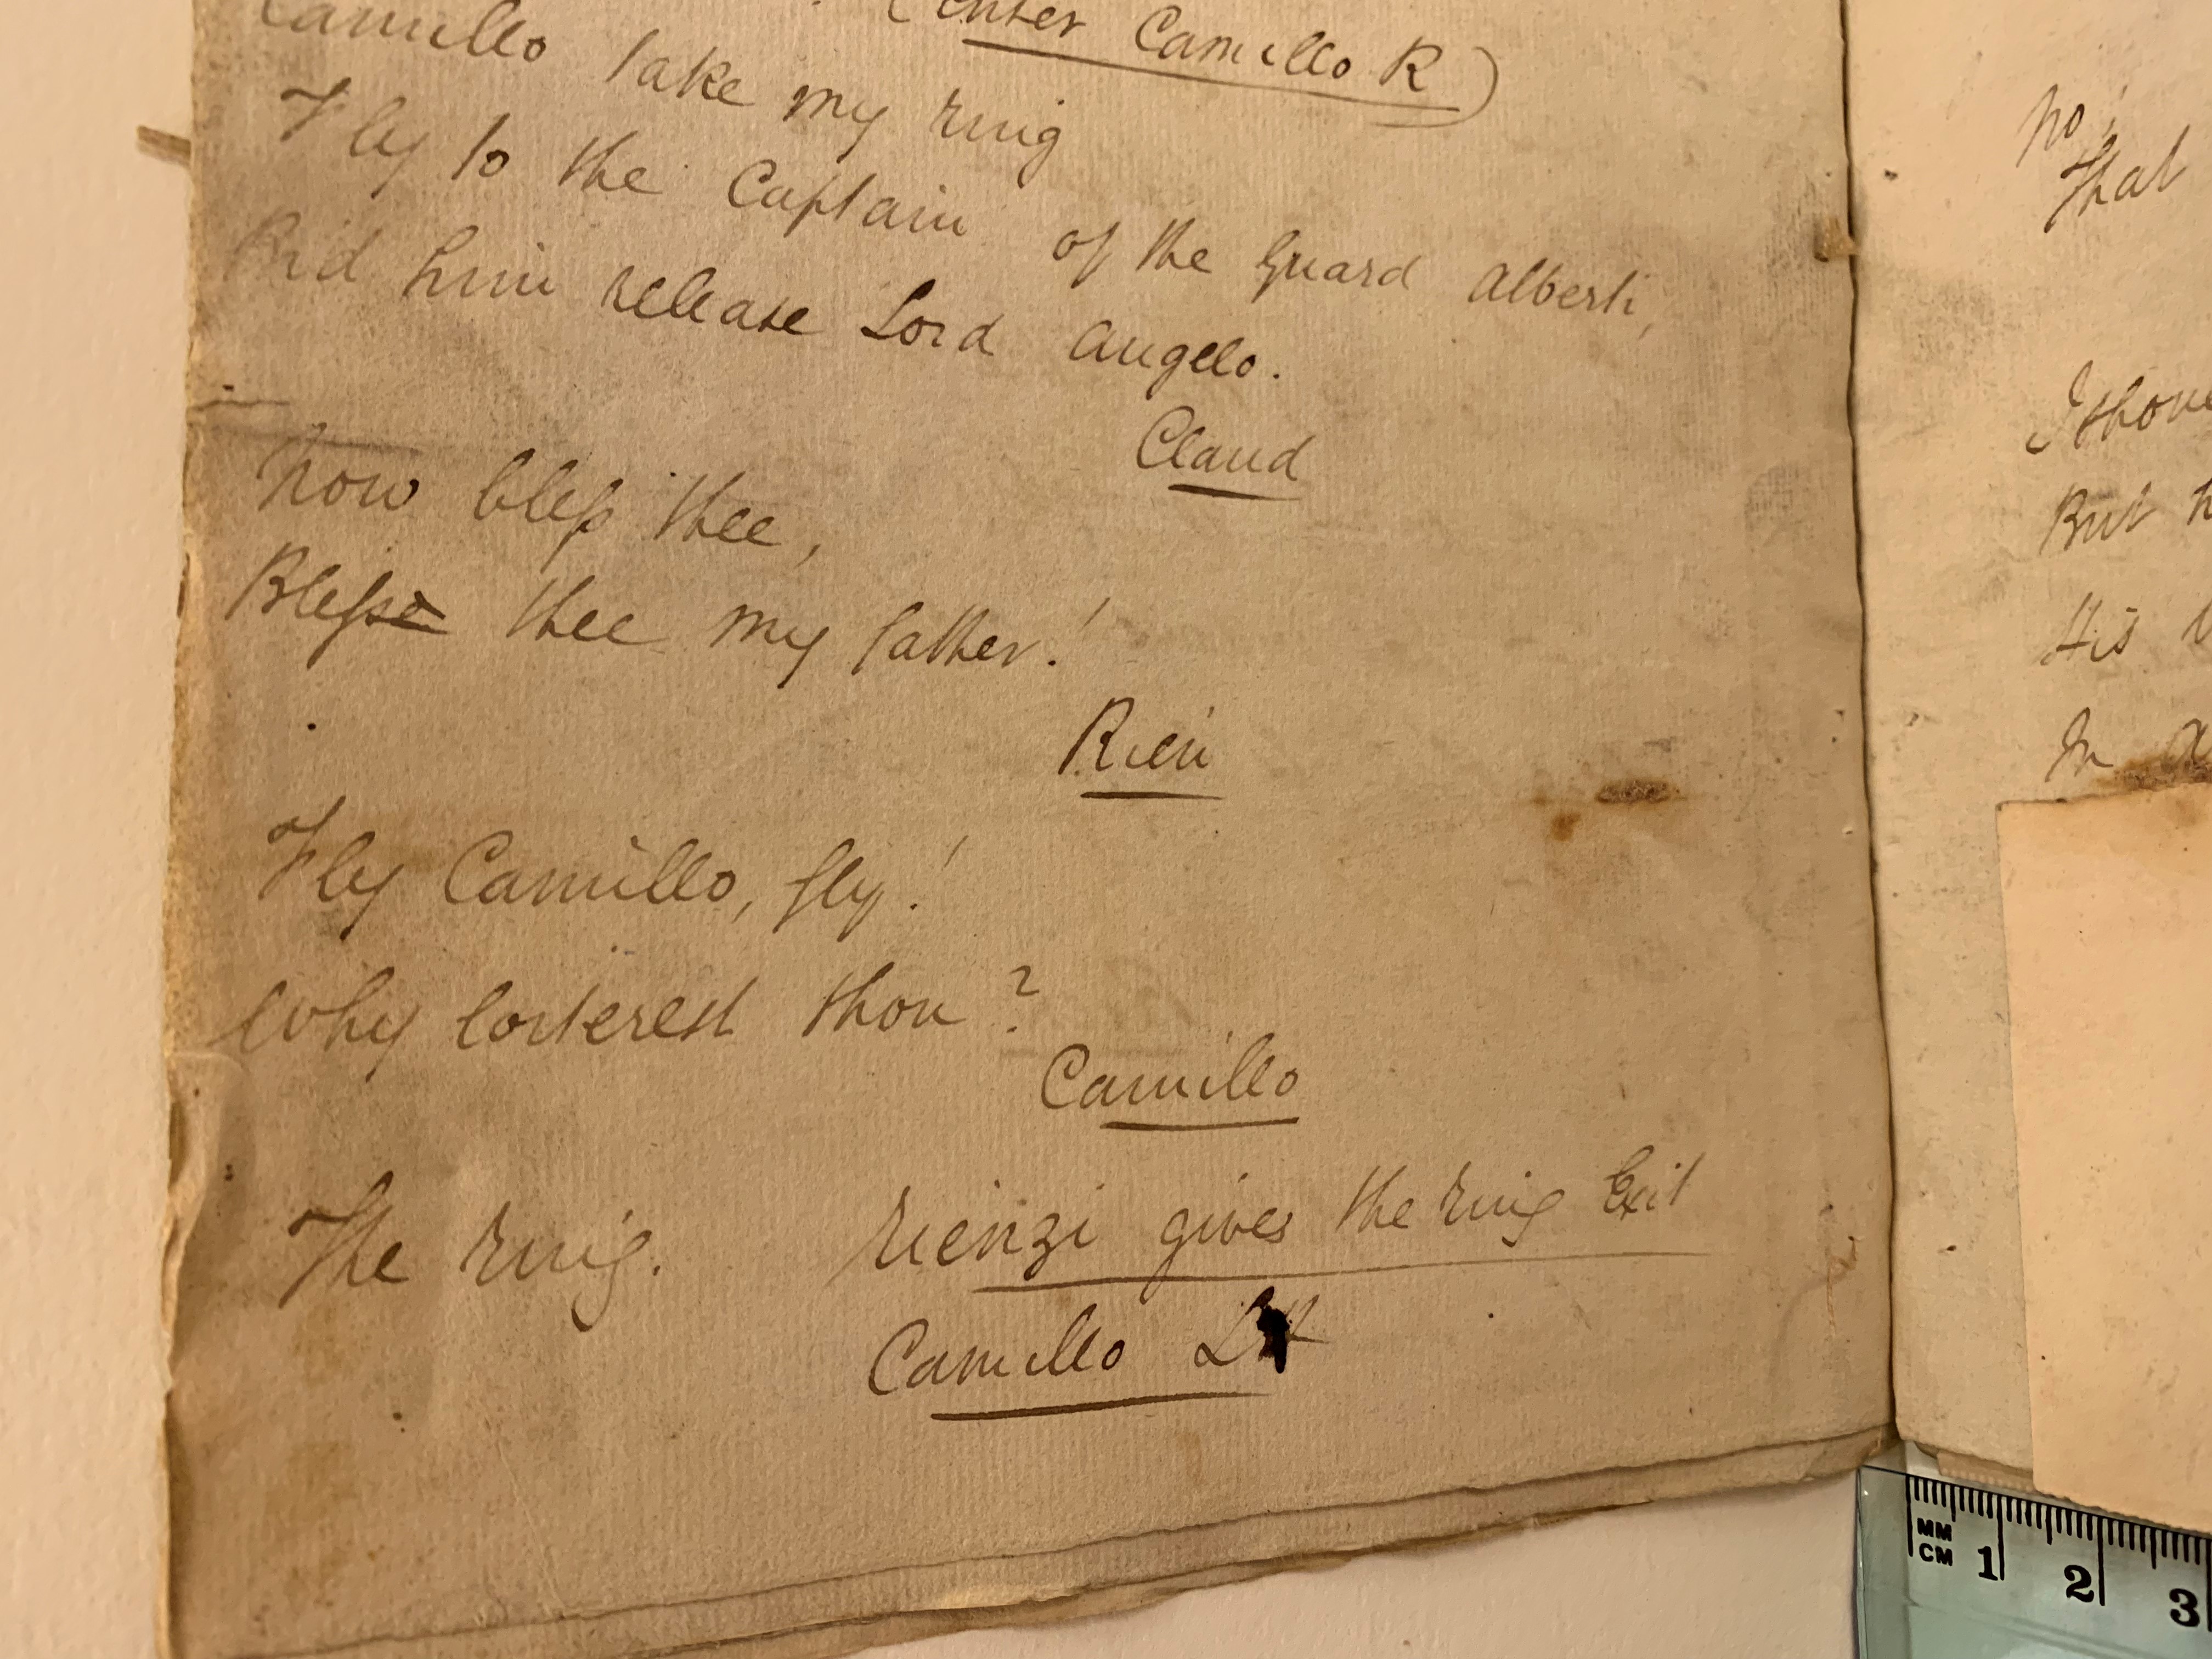 (Enter Camillo R)
Camillo take my ring
Fly to the Captain of the Guard Alberti,
Bid him release Lord Angelo.
Claud
Now bless thee,
Blesse thee my father!
Rien
Fly Camillo, fly!
Why loiterest thou?
Camillo
The ring. Rienzi gives the ring Exit
Camillo
No;
That
I
But
His
In
MM
CM 1 2 3